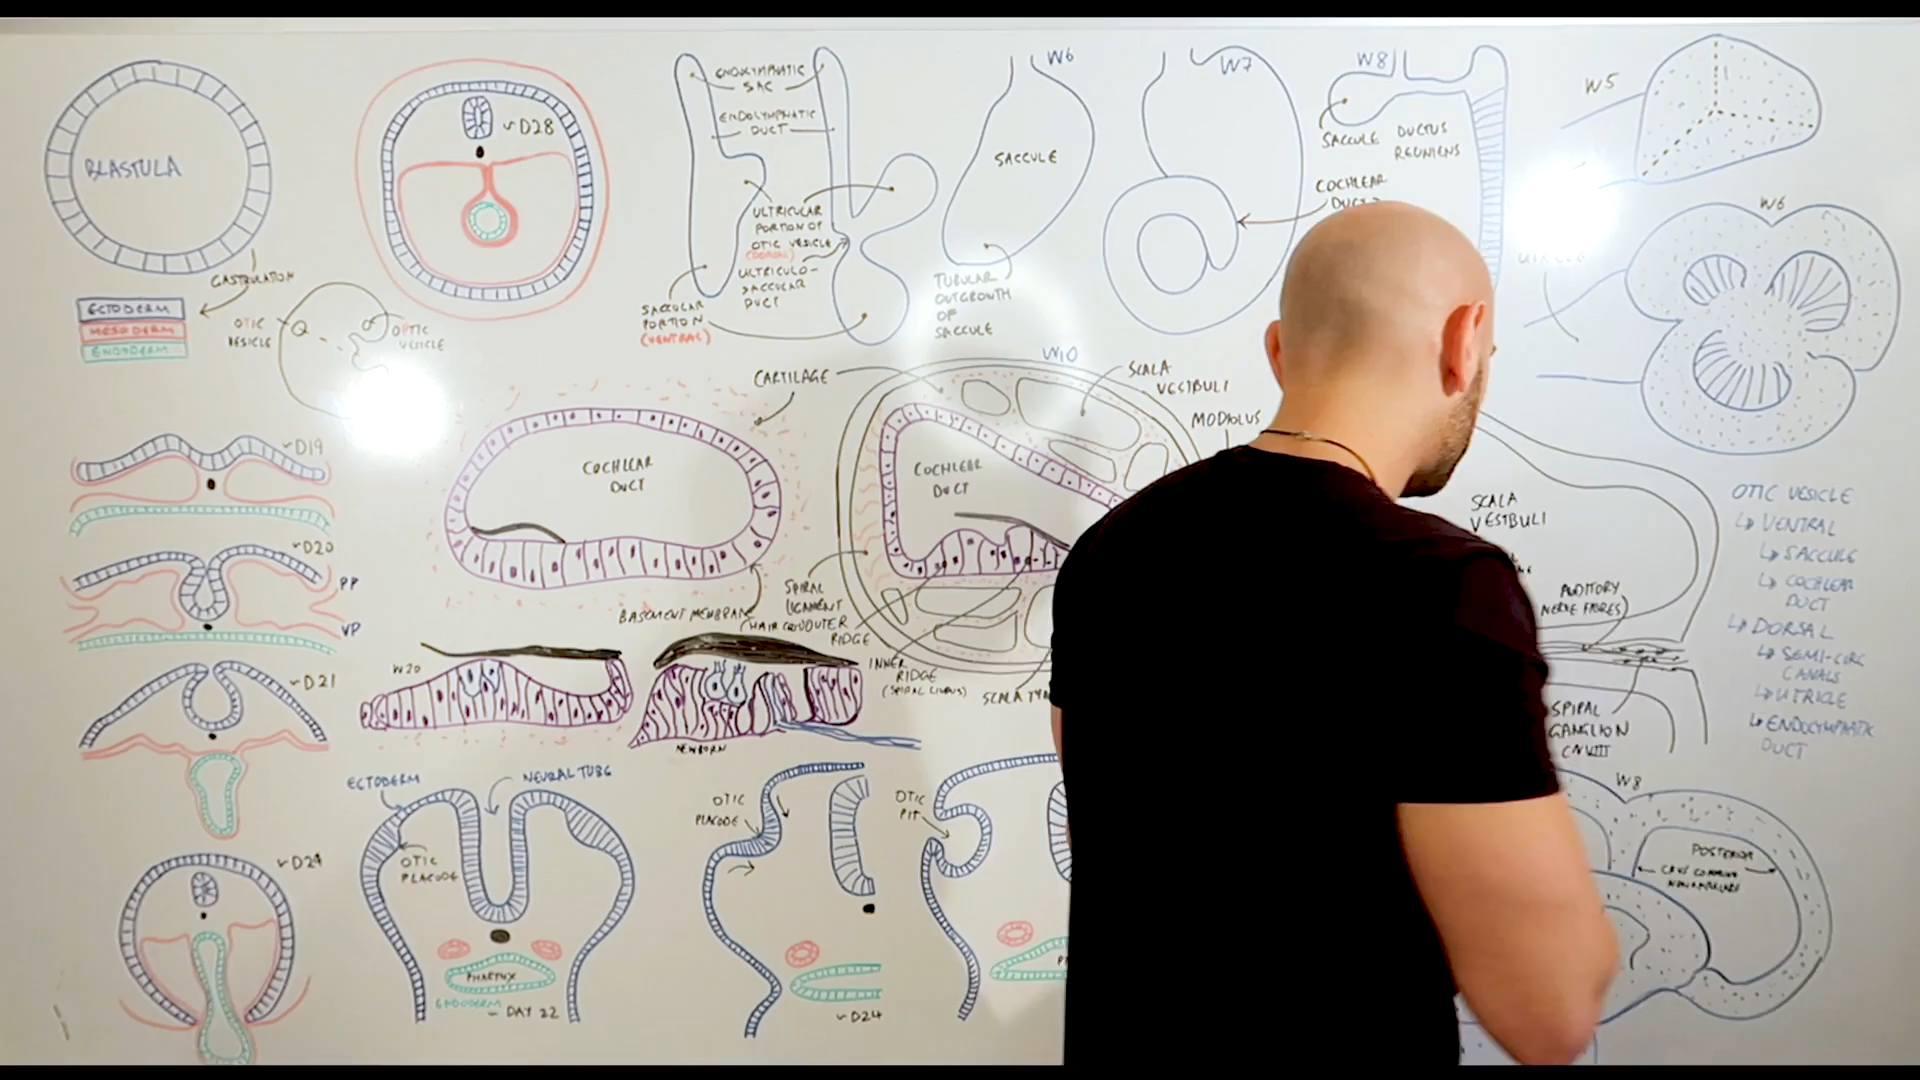 BLASTULA
GASTRULATION
ECTODERM
MESODERM
ENDODERM
~D28
OTIC
VESICLE
OPTIC
VESICLE
ENDOLYMPHATIC
SAC
ENDOLYMPHATIC
DUCT
ULTRICULAR
PORTION OF
OTIC VESICLE
(DORSAL)
ULTRICULO-
SACCULAR
DUCT
SACCULAR
PORTION
(VENTRAL)
W6
SACCULE
TUBULAR
OUTGROWTH
OF
SACCULE
W7
COCHLEAR
W8
SACCULE
DUCTUS
REUNIENS
W5
W6
~D19
~D20
PP
VP
~D21
~D24
CARTILAGE
COCHLEAR
DUCT
BASEMENT MEMBRANE
W10
SCALA
VESTIBULI
MODIOLUS
COCHLEAR
DUCT
SPIRAL
LIGAMENT
RIDGE
INNER
RIDGE
(SPIRAL LIMBUS)
SCALA
W20
NEWBORN
SCALA
VESTIBULI
AUDITORY
NERVE FIBRES
SPIRAL
GANGLION
CN VIII
OTIC VESICLE
↳ VENTRAL
↳ SACCULE
↳ COCHLEAR
DUCT
↳ DORSAL
↳ SEMI-CIRC
CANALS
↳ UTRICLE
↳ ENDOLYMPHATIC
DUCT
ECTODERM
NEURAL TUBE
OTIC
PLACODE
PHARYNX
ENDODERM
~ DAY 22
OTIC
PLACODE
~D24
OTIC
PIT
W8
POSTERIOR